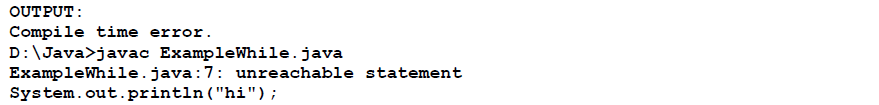 OUTPUT:
Compile time error.
D:\Java>javac ExampleWhile.java
ExampleWhile.java:7: unreachable statement
System.out.println("hi");